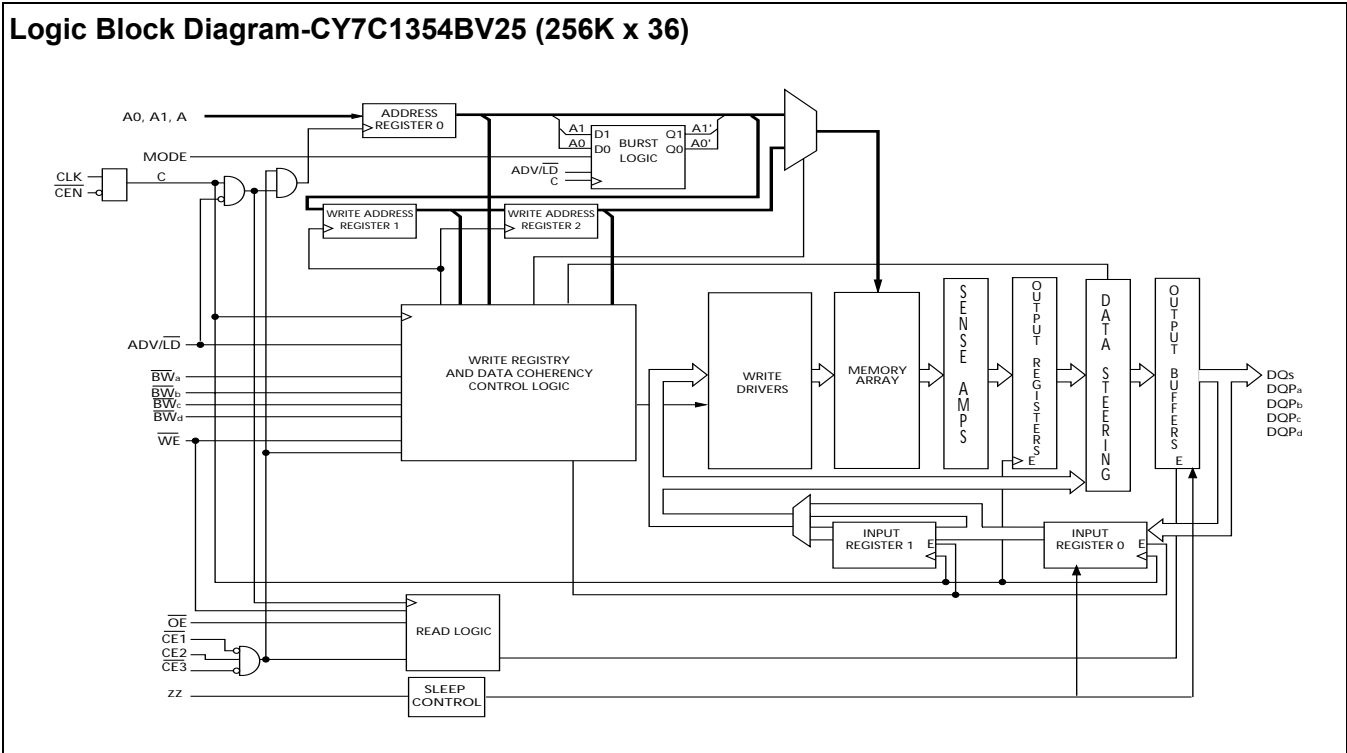 Logic Block Diagram-CY7C1354BV25 (256K x 36)
A0, A1, A
ADDRESS
REGISTER 0
MODE
CLK
CEN
C
A1
A0
D1
D0
BURST
LOGIC
Q1
Q0
A1'
A0'
ADV/LD
C
WRITE ADDRESS
REGISTER 1
WRITE ADDRESS
REGISTER 2
ADV/LD
BWa
BWb
BWc
BWd
WE
WRITE REGISTRY
AND DATA COHERENCY
CONTROL LOGIC
WRITE
DRIVERS
MEMORY
ARRAY
SENSE AMPS
OUTPUT REGISTERS
E
DATA STEERING
OUTPUT BUFFERS
E
DQs
DQPa
DQPb
DQPc
DQPd
INPUT
REGISTER 1
E
INPUT
REGISTER 0
E
OE
CE1
CE2
CE3
READ LOGIC
ZZ
SLEEP
CONTROL